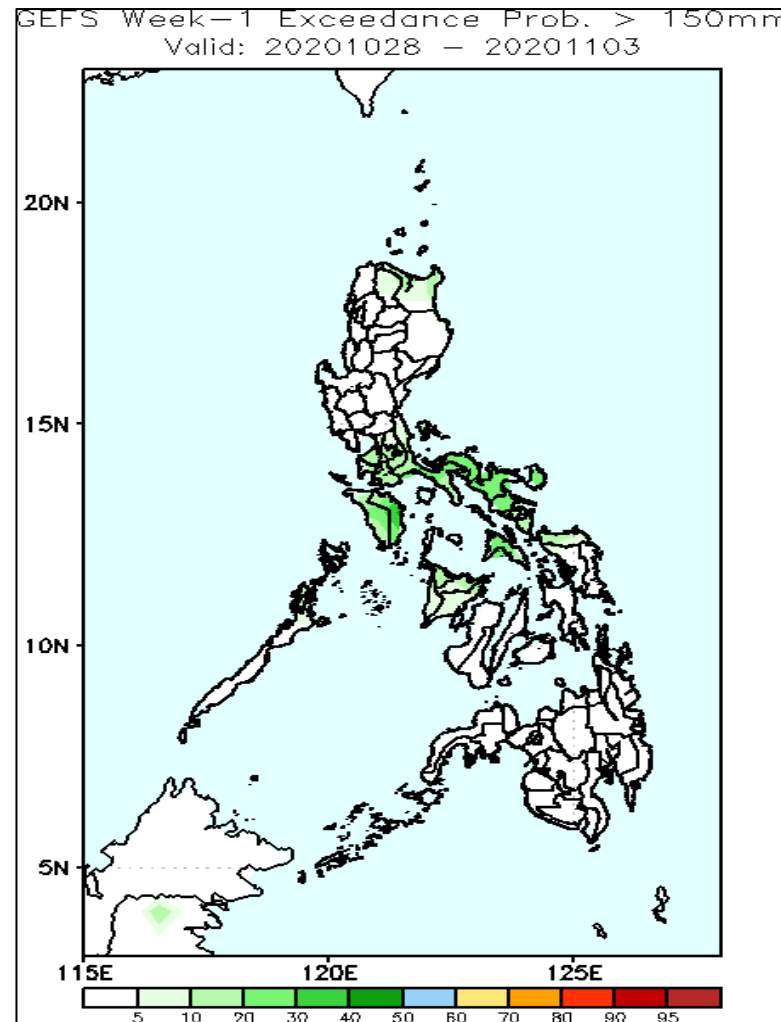 GEFS Week-1 Exceedance Prob. > 150mm
Valid: 20201028 - 20201103
20N
15N
10N
5N
115E 120E 125E
5 10 20 30 40 50 60 70 80 90 95